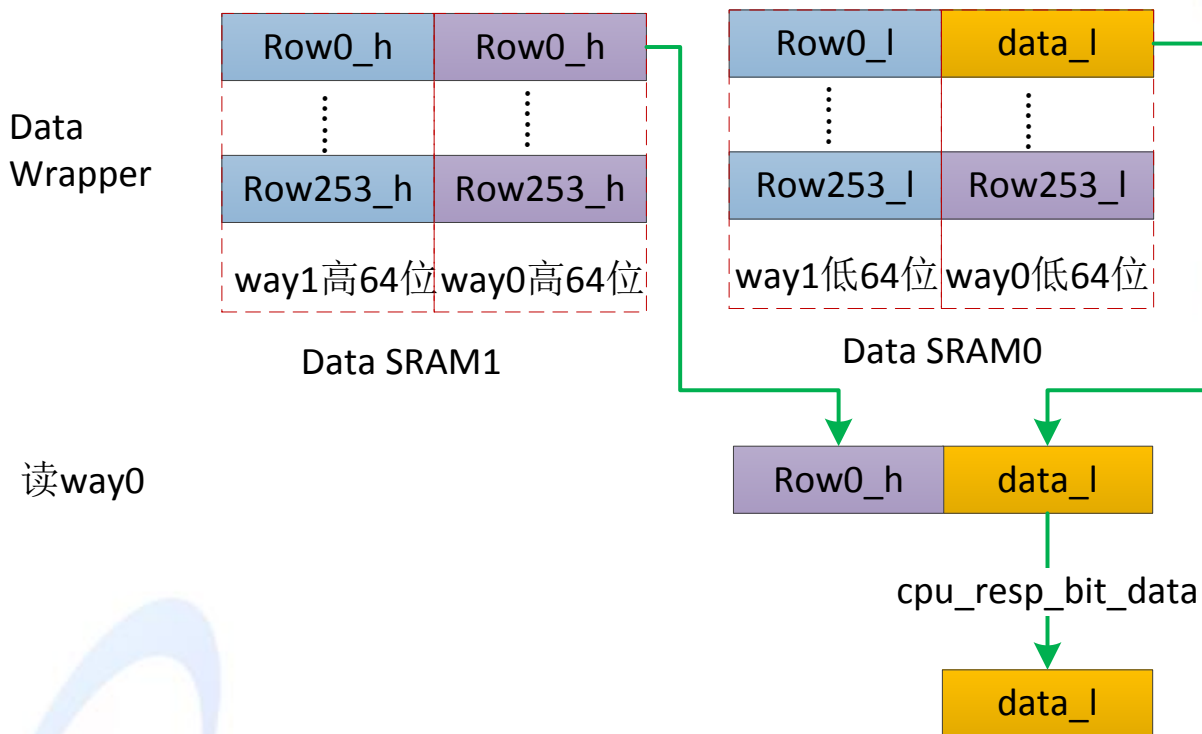 Row0_h Row0_h Row0_l data_l
Data
Wrapper
Row253_h Row253_h Row253_l Row253_l
way1高64位 way0高64位 way1低64位 way0低64位
Data SRAM1 Data SRAM0
读way0 Row0_h data_l
cpu_resp_bit_data
data_l